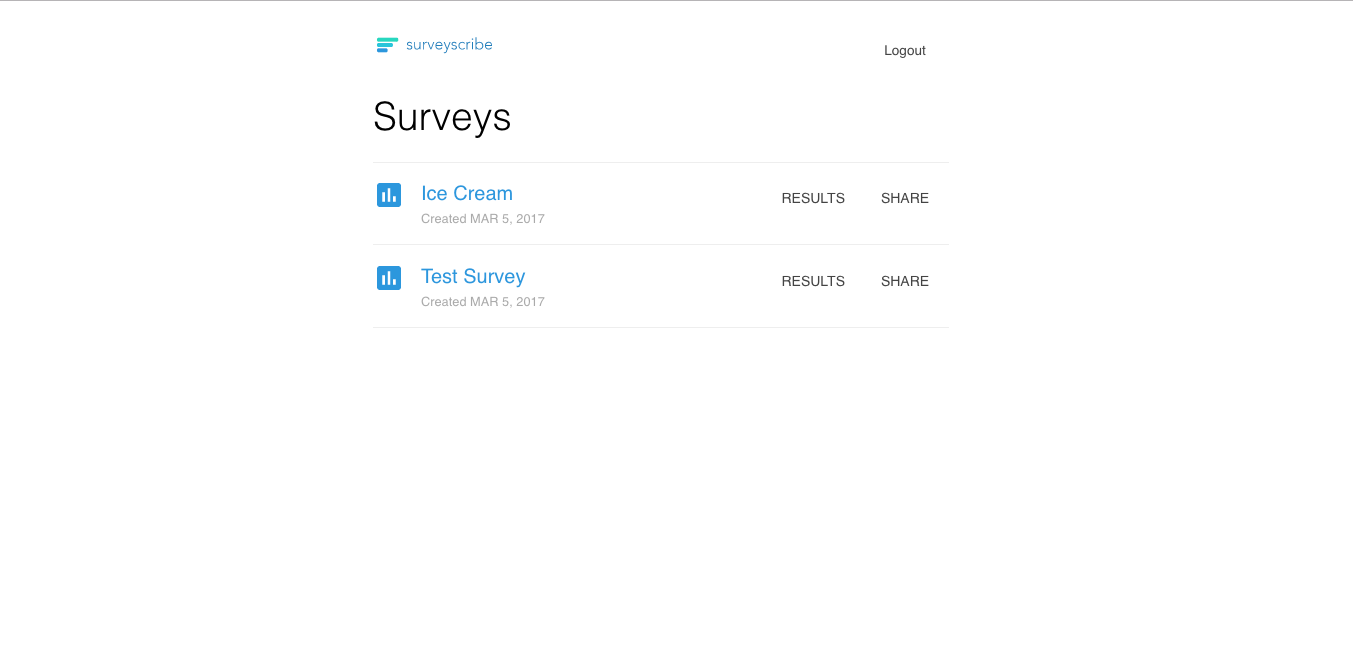 surveyscribe
Logout
Surveys
Ice Cream
RESULTS
SHARE
Created MAR 5, 2017
Test Survey
RESULTS
SHARE
Created MAR 5, 2017